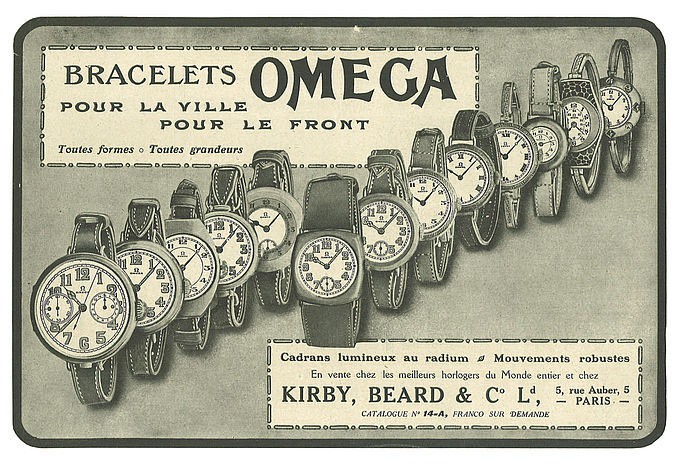 BRACELETS OMEGA
POUR LA VILLE
POUR LE FRONT
Toutes formes ◦ Toutes grandeurs
Cadrans lumineux au radium ⸗ Mouvements robustes
En vente chez les meilleurs horlogers du Monde entier et chez
KIRBY, BEARD & Cº Lᵈ, 5, rue Auber, 5
— PARIS —
CATALOGUE Nº 14-A, FRANCO SUR DEMANDE